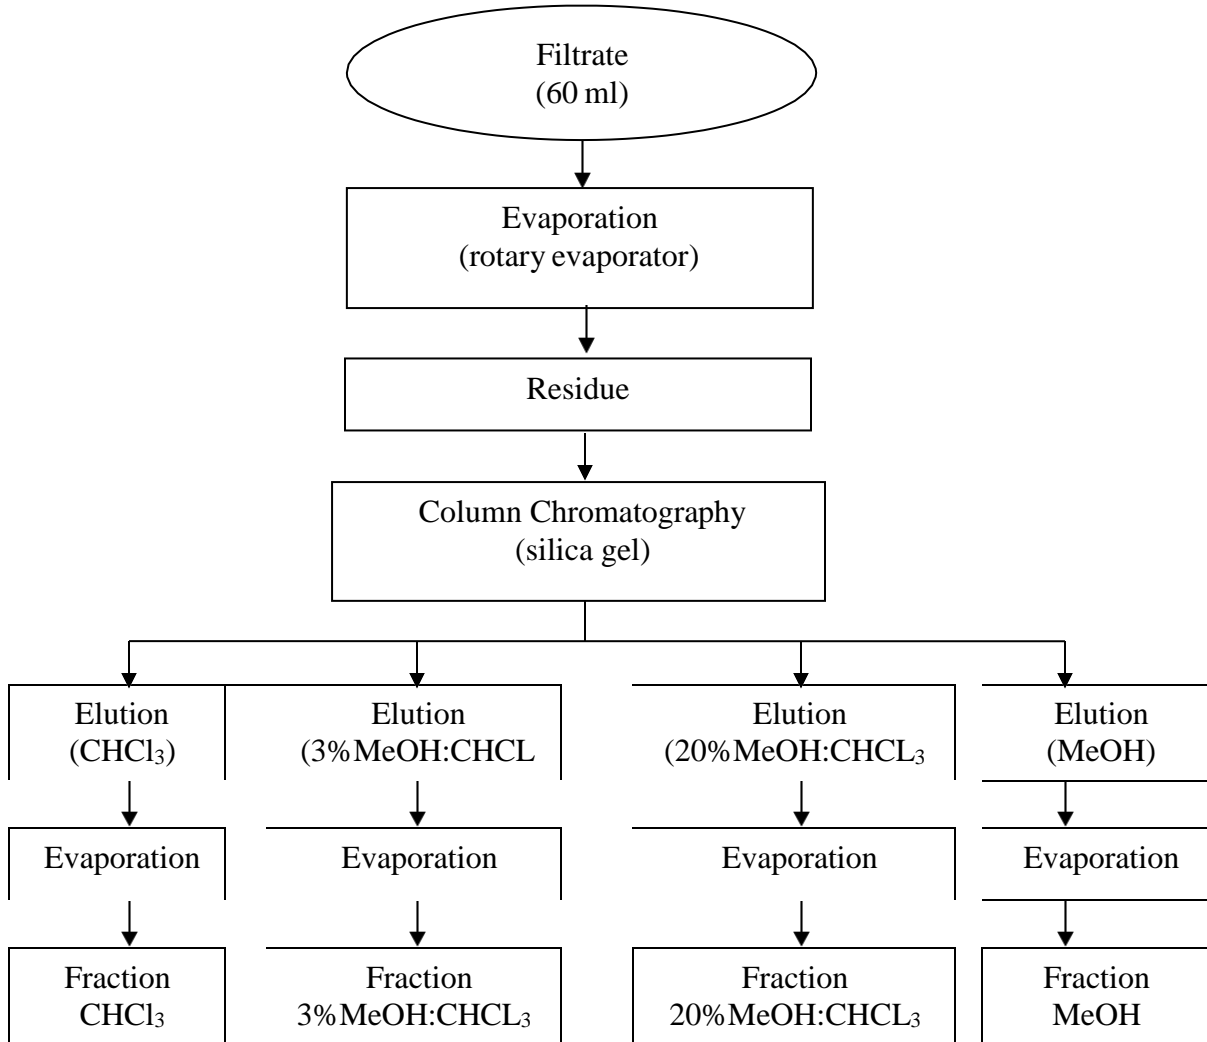 Filtrate
(60 ml)
Evaporation
(rotary evaporator)
Residue
Column Chromatography
(silica gel)
Elution
(CHCl₃)
Elution
(3%MeOH:CHCL
Elution
(20%MeOH:CHCL₃
Elution
(MeOH)
Evaporation
Evaporation
Evaporation
Evaporation
Fraction
CHCl₃
Fraction
3%MeOH:CHCL₃
Fraction
20%MeOH:CHCL₃
Fraction
MeOH